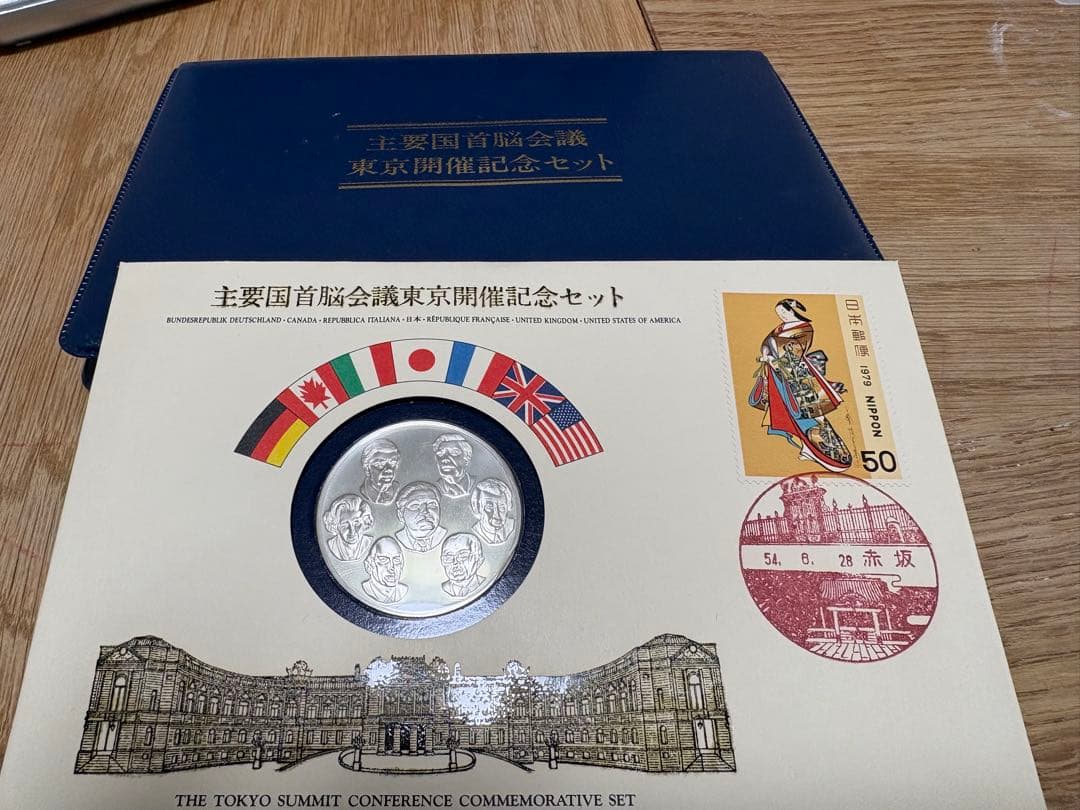 主要国首脳会議
東京開催記念セット
主要国首脳会議東京開催記念セット
BUNDESREPUBLIK DEUTSCHLAND・CANADA・REPUBBLICA ITALIANA・日本・RÉPUBLIQUE FRANÇAISE・UNITED KINGDOM・UNITED STATES OF AMERICA
日本郵便
1979 NIPPON
50
54. 6. 28 赤坂
THE TOKYO SUMMIT CONFERENCE COMMEMORATIVE SET